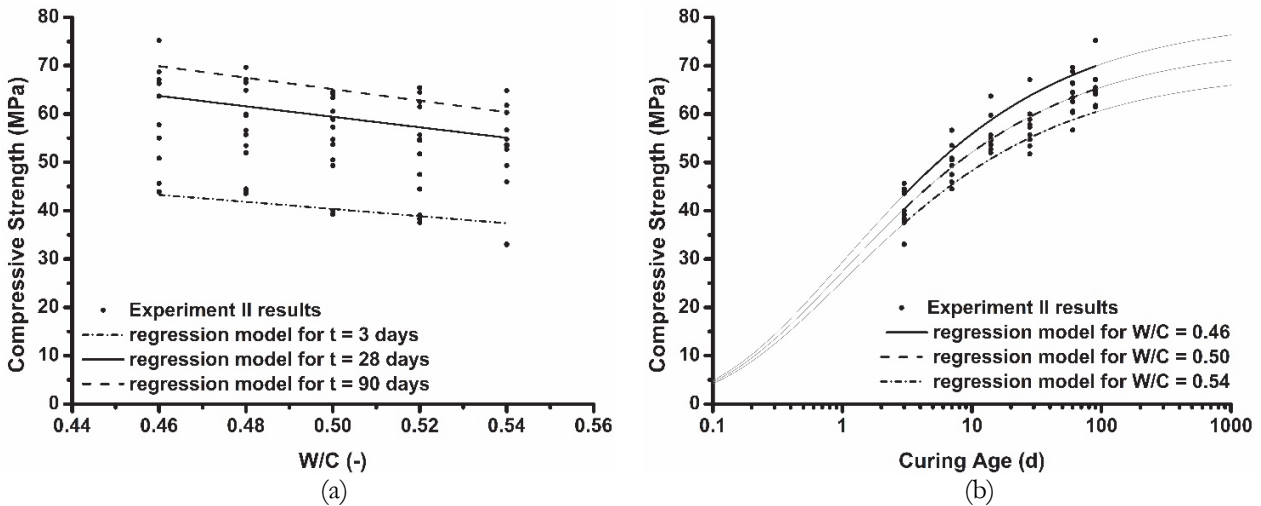 80
70
60
50
40
30
20
10
0
Compressive Strength (MPa)
Experiment II results
regression model for t = 3 days
regression model for t = 28 days
regression model for t = 90 days
0.44 0.46 0.48 0.50 0.52 0.54 0.56
W/C (-)
(a)
80
70
60
50
40
30
20
10
0
Compressive Strength (MPa)
Experiment II results
regression model for W/C = 0.46
regression model for W/C = 0.50
regression model for W/C = 0.54
0.1 1 10 100 1000
Curing Age (d)
(b)